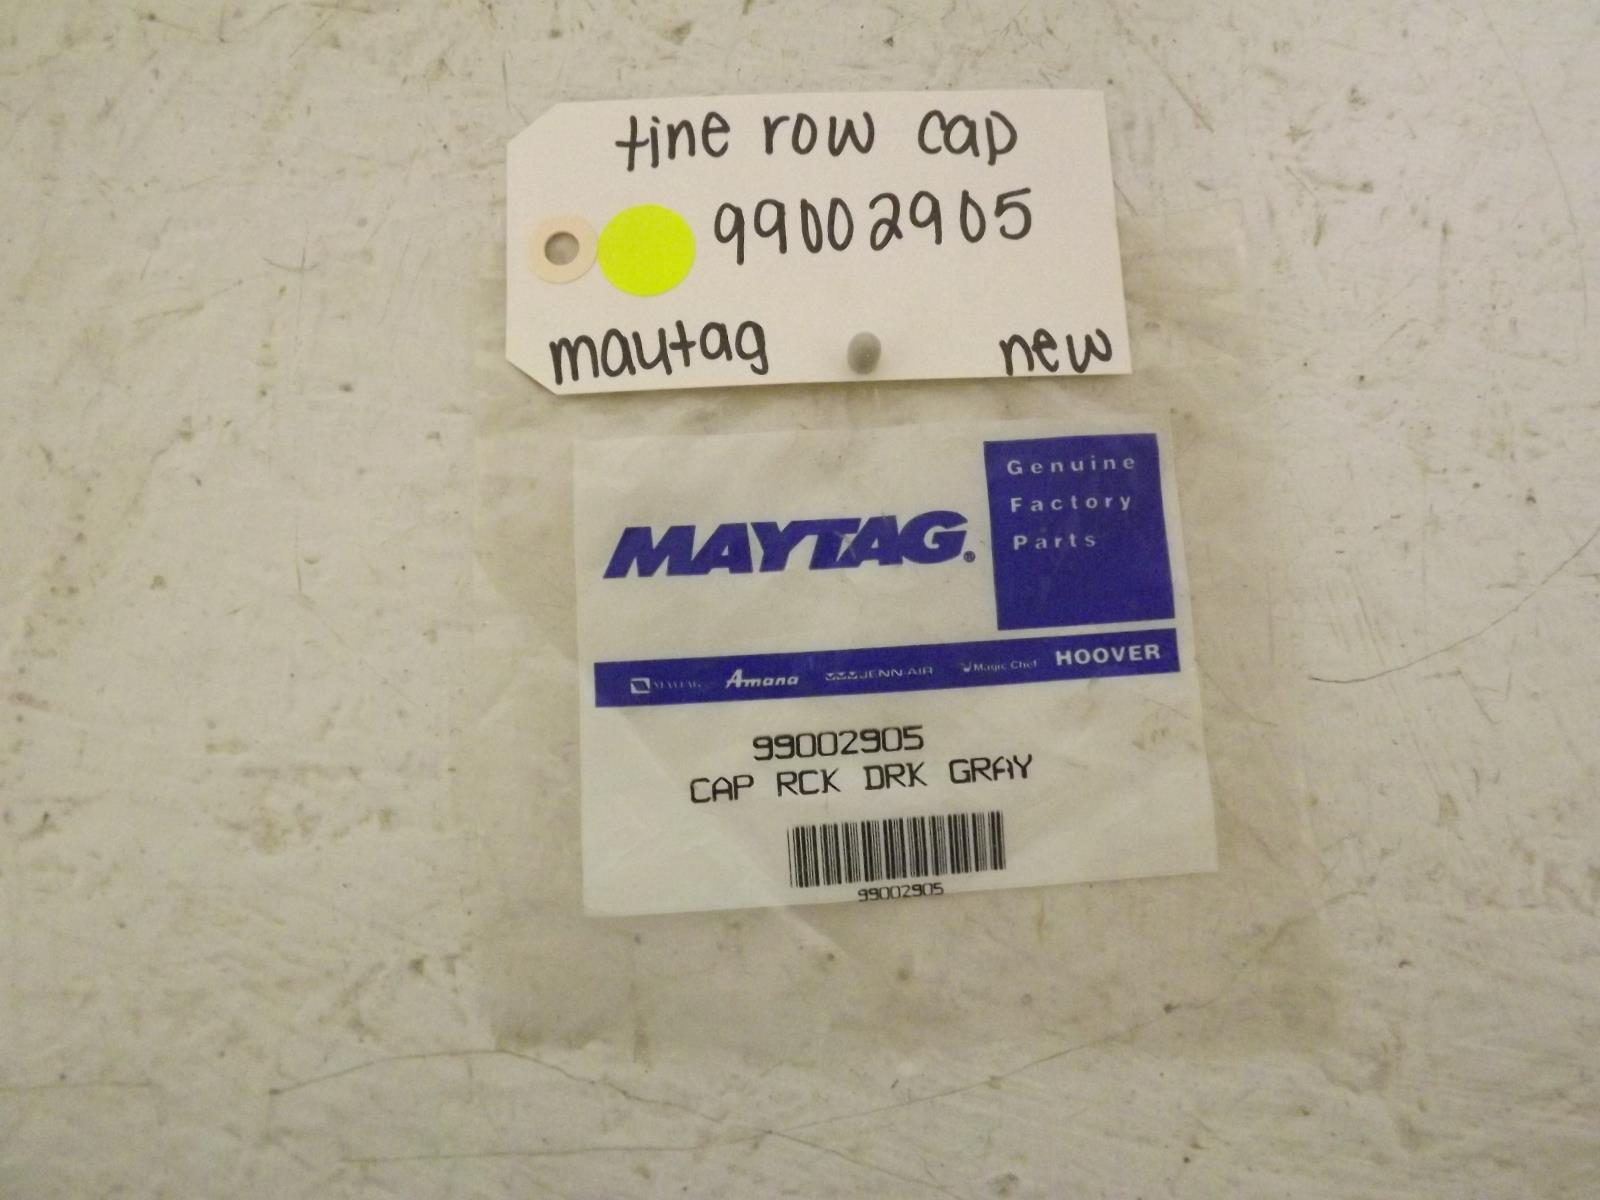 tine row cap
99002905
maytag new
Genuine
Factory
Parts
MAYTAG®
MAYTAG Amana JENN-AIR Magic Chef HOOVER
99002905
CAP RCK DRK GRAY
99002905